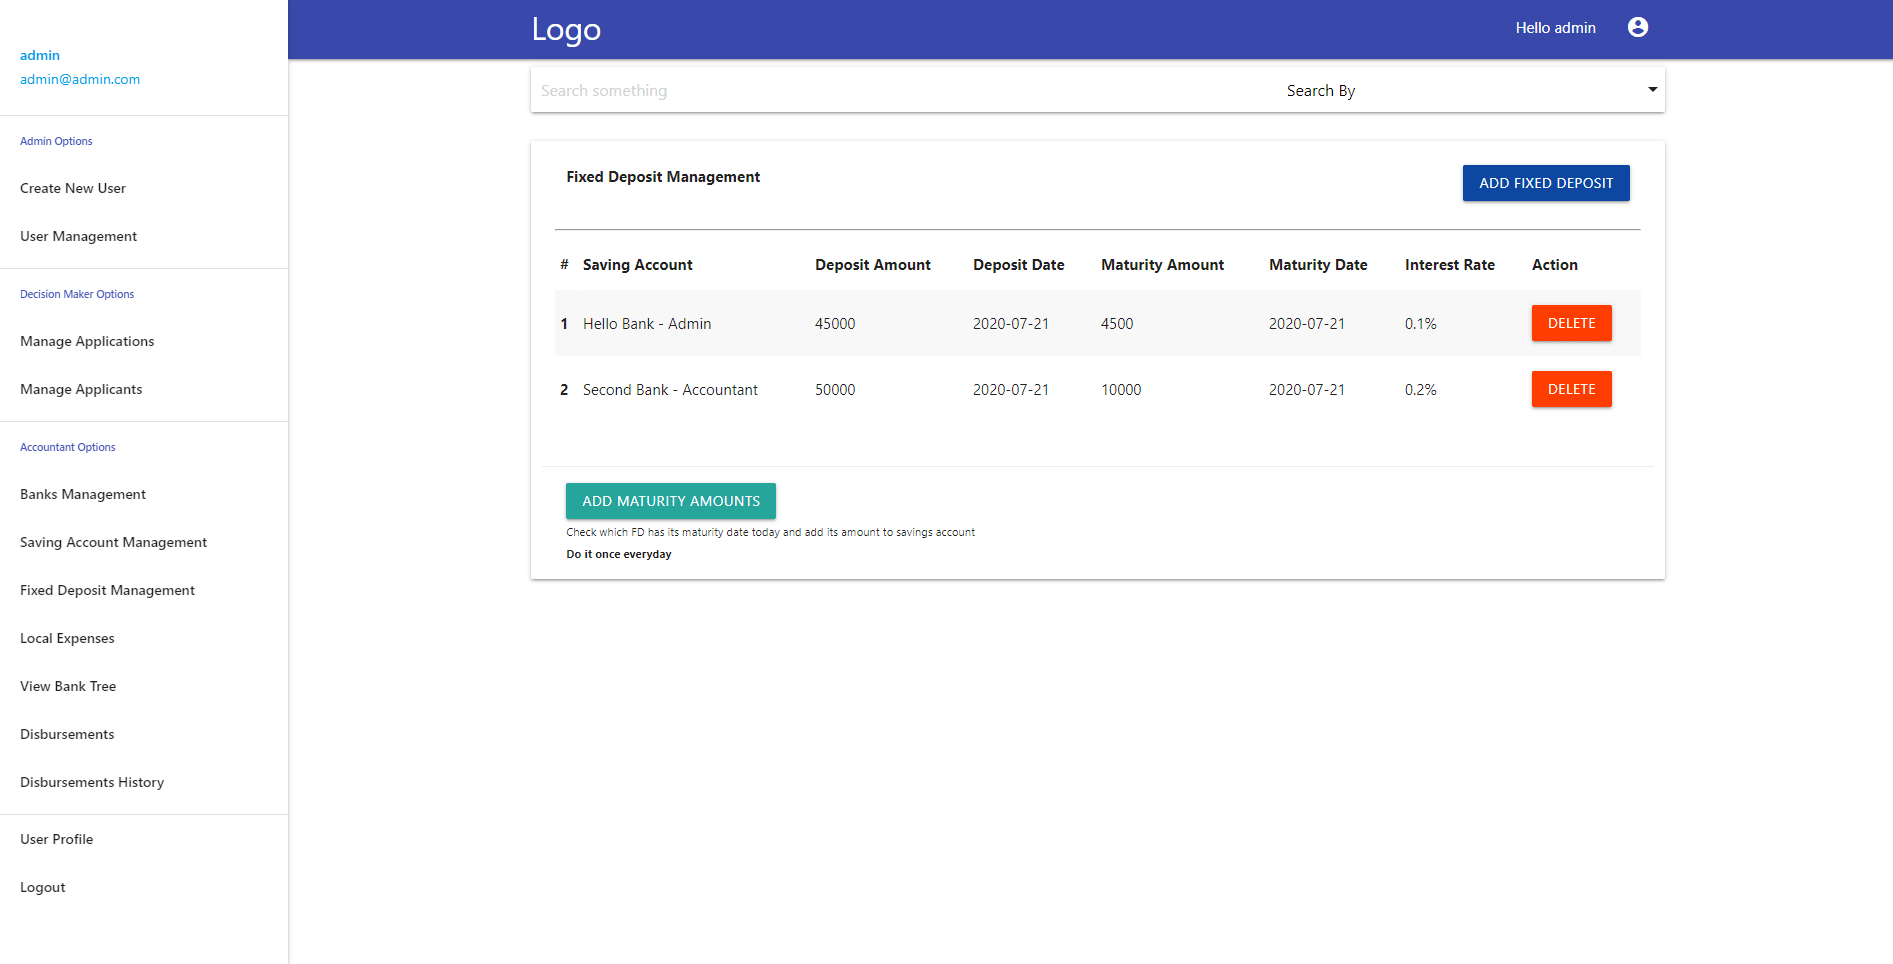 admin
admin@admin.com
Admin Options
Create New User
User Management
Decision Maker Options
Manage Applications
Manage Applicants
Accountant Options
Banks Management
Saving Account Management
Fixed Deposit Management
Local Expenses
View Bank Tree
Disbursements
Disbursements History
User Profile
Logout
Logo Hello admin
Search something Search By
Fixed Deposit Management ADD FIXED DEPOSIT
# Saving Account Deposit Amount Deposit Date Maturity Amount Maturity Date Interest Rate Action
1 Hello Bank - Admin 45000 2020-07-21 4500 2020-07-21 0.1% DELETE
2 Second Bank - Accountant 50000 2020-07-21 10000 2020-07-21 0.2% DELETE
ADD MATURITY AMOUNTS
Check which FD has its maturity date today and add its amount to savings account
Do it once everyday